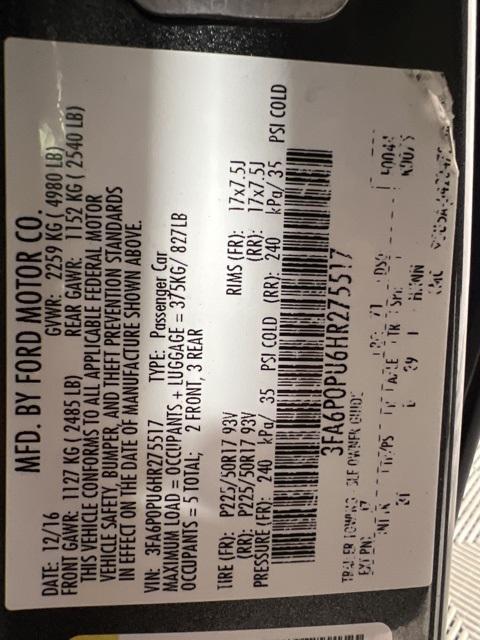 MFD. BY FORD MOTOR CO.
DATE: 12/16 GVWR: 2259 KG ( 4980 LB)
FRONT GAWR: 1127 KG ( 2485 LB) REAR GAWR: 1152 KG ( 2540 LB)
THIS VEHICLE CONFORMS TO ALL APPLICABLE FEDERAL MOTOR
VEHICLE SAFETY, BUMPER, AND THEFT PREVENTION STANDARDS
IN EFFECT ON THE DATE OF MANUFACTURE SHOWN ABOVE.
VIN: 3FA6P0PU6HR275517 TYPE: Passenger Car
MAXIMUM LOAD = OCCUPANTS + LUGGAGE = 375KG/ 827LB
OCCUPANTS = 5 TOTAL; 2 FRONT, 3 REAR
TIRE (FR): P225/50R17 93V RIMS (FR): 17x7.5J
(RR): P225/50R17 93V (RR): 17x7.5J
PRESSURE (FR): 240 kPa/ 35 PSI COLD (RR): 240 kPa/ 35 PSI COLD
3FA6P0PU6HR275517
TRAILER TOWING - SEE OWNER GUIDE